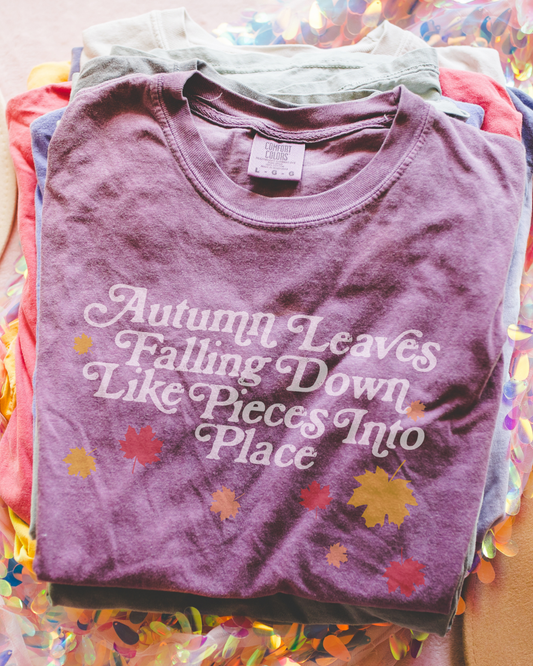 COMFORT
COLORS
L • G • G
Autumn Leaves
Falling Down
Like Pieces Into
Place